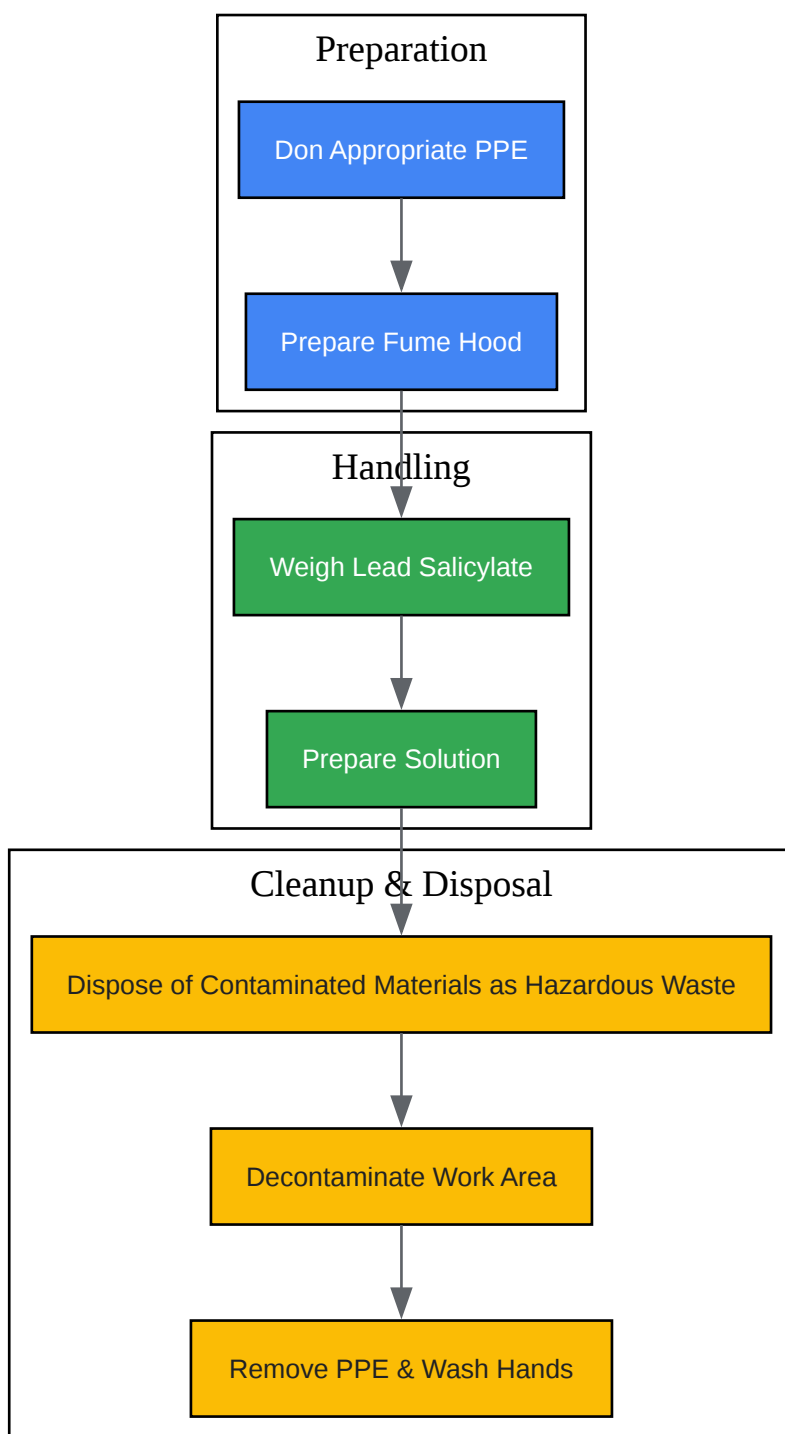 Preparation
Don Appropriate PPE
Prepare Fume Hood
Handling
Weigh Lead Salicylate
Prepare Solution
Cleanup & Disposal
Dispose of Contaminated Materials as Hazardous Waste
Decontaminate Work Area
Remove PPE & Wash Hands